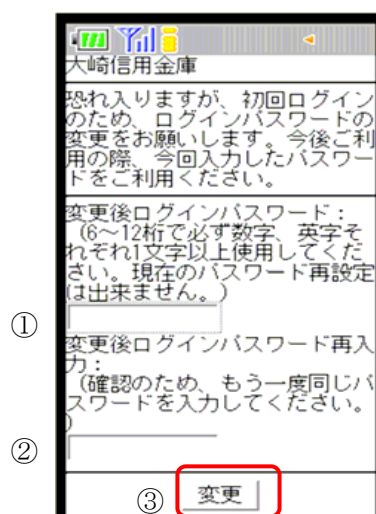 大崎信用金庫
恐れ入りますが、初回ログイン
のため、ログインパスワードの
変更をお願いします。今後ご利
用の際、今回入力したパスワー
ドをご利用ください。
変更後ログインパスワード：
（6～12桁で必ず数字、英字そ
れぞれ1文字以上使用してくだ
さい。現在のパスワード再設定
は出来ません。）
①
変更後ログインパスワード再入
力：
（確認のため、もう一度同じパ
スワードを入力してください。
）
②
③ 変更